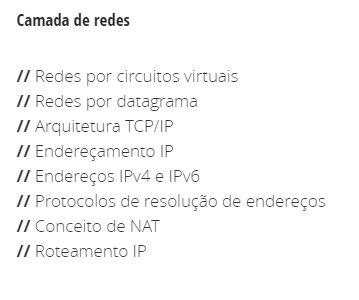 Camada de redes
// Redes por circuitos virtuais
// Redes por datagrama
// Arquitetura TCP/IP
// Endereçamento IP
// Endereços IPv4 e IPv6
// Protocolos de resolução de endereços
// Conceito de NAT
// Roteamento IP